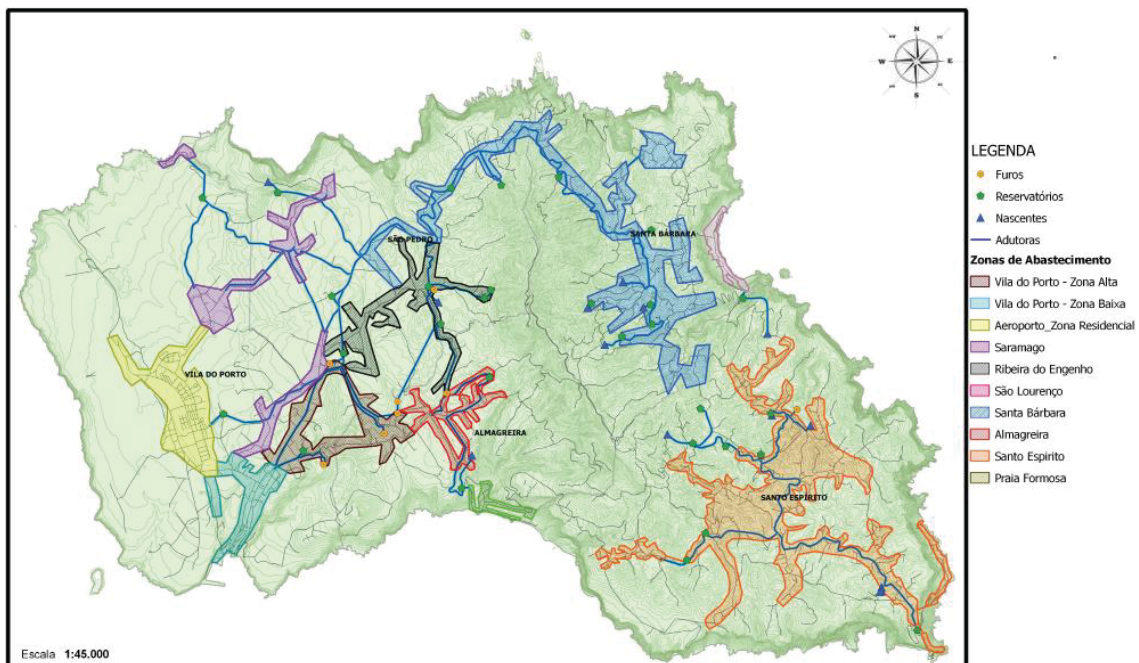 N
W
E
S
SÃO PEDRO
SANTA BÁRBARA
VILA DO PORTO
ALMAGREIRA
SANTO ESPÍRITO
Escala 1:45.000
LEGENDA
Furos
Reservatórios
Nascentes
Adutoras
Zonas de Abastecimento
Vila do Porto - Zona Alta
Vila do Porto - Zona Baixa
Aeroporto_Zona Residencial
Saramago
Ribeira do Engenho
São Lourenço
Santa Bárbara
Almagreira
Santo Espirito
Praia Formosa